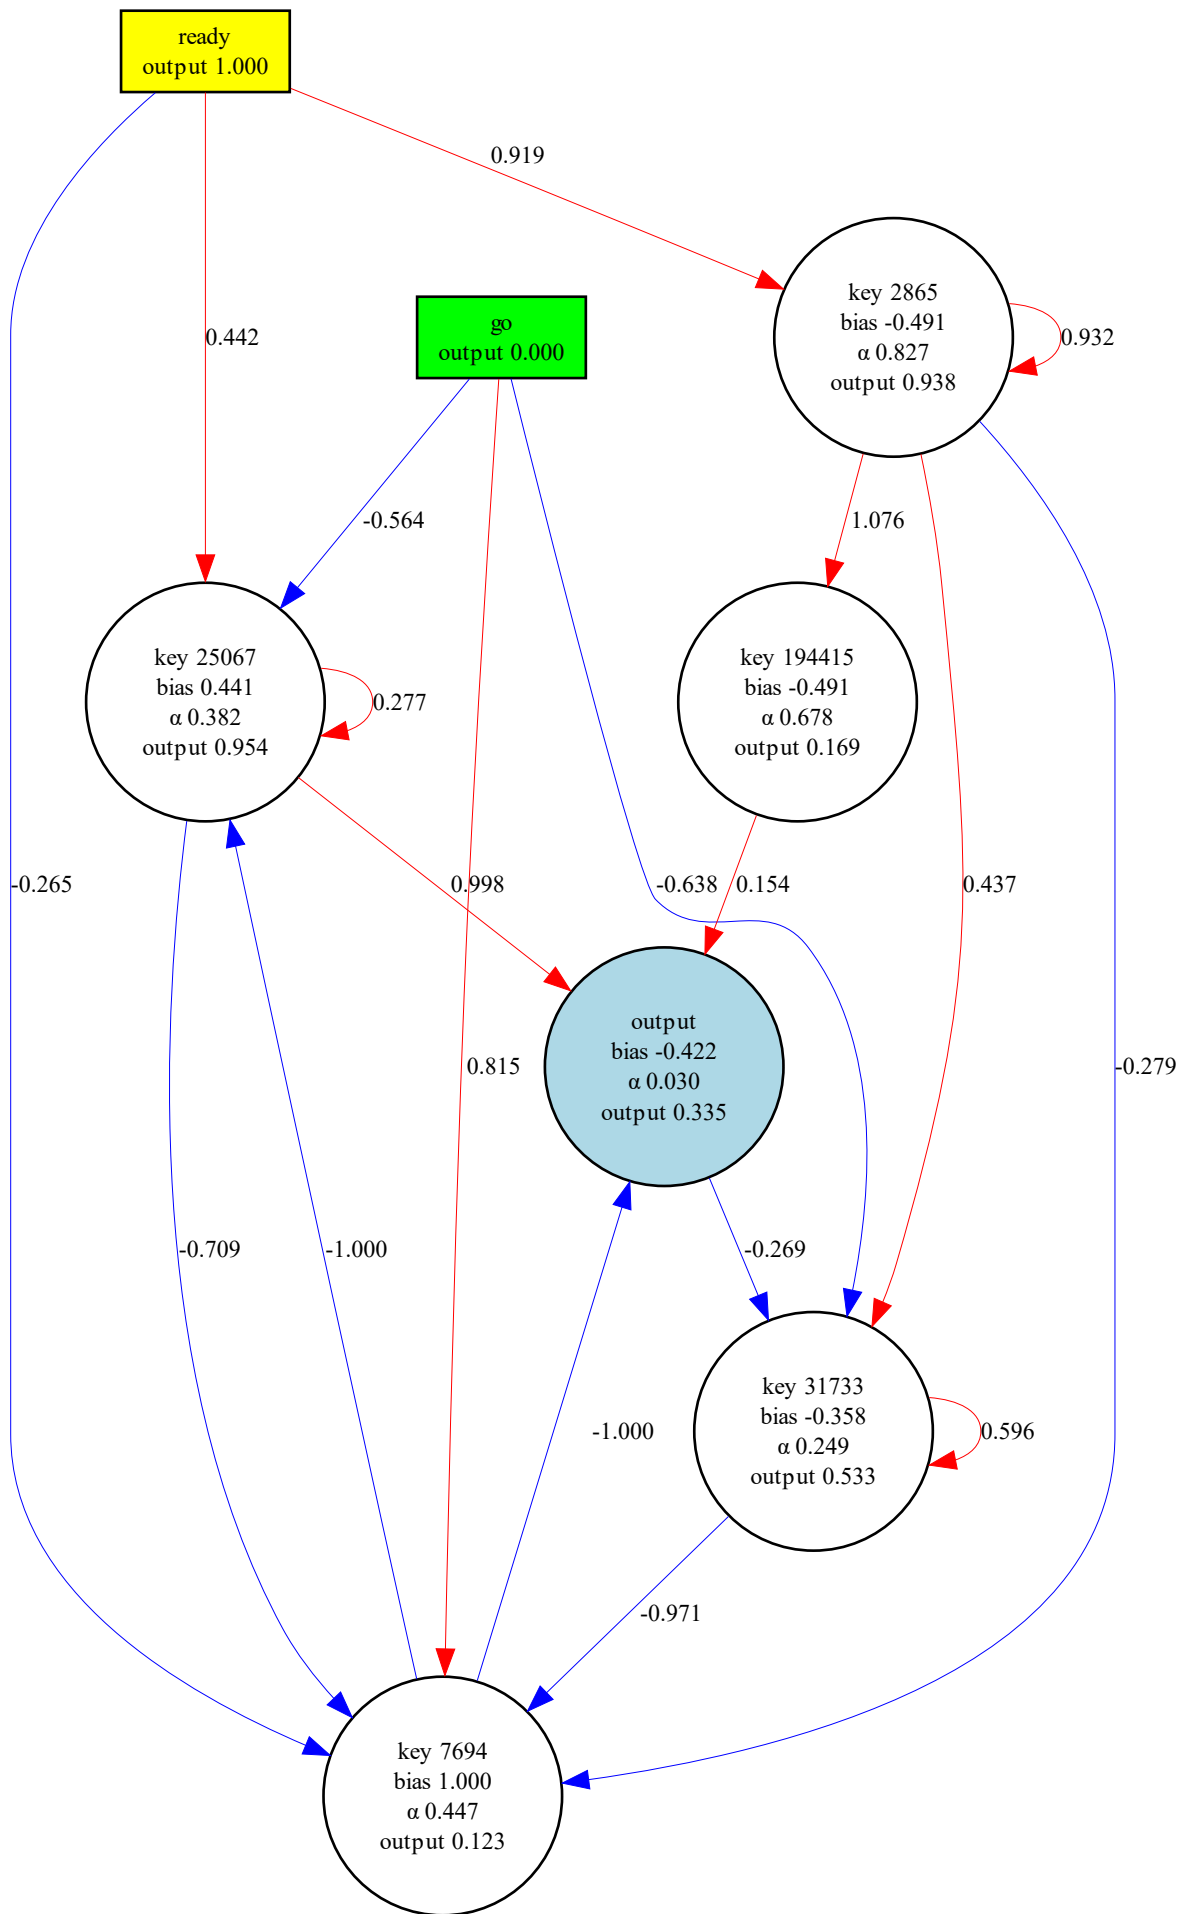 ready
output 1.000
0.919
key 2865
bias -0.491
α 0.827
output 0.938
0.932
go
output 0.000
0.442
-0.564
1.076
key 25067
bias 0.441
α 0.382
output 0.954
0.277
key 194415
bias -0.491
α 0.678
output 0.169
-0.265
0.998
-0.638
0.154
0.437
output
bias -0.422
α 0.030
output 0.335
0.815
-0.279
-0.709
-1.000
-0.269
-1.000
key 31733
bias -0.358
α 0.249
output 0.533
0.596
-0.971
key 7694
bias 1.000
α 0.447
output 0.123